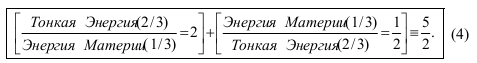 [Тонкая Энергия(2/3) / Энергия Материи(1/3) = 2] + [Энергия Материи(1/3) / Тонкая Энергия(2/3) = 1/2] ≡ 5/2. (4)